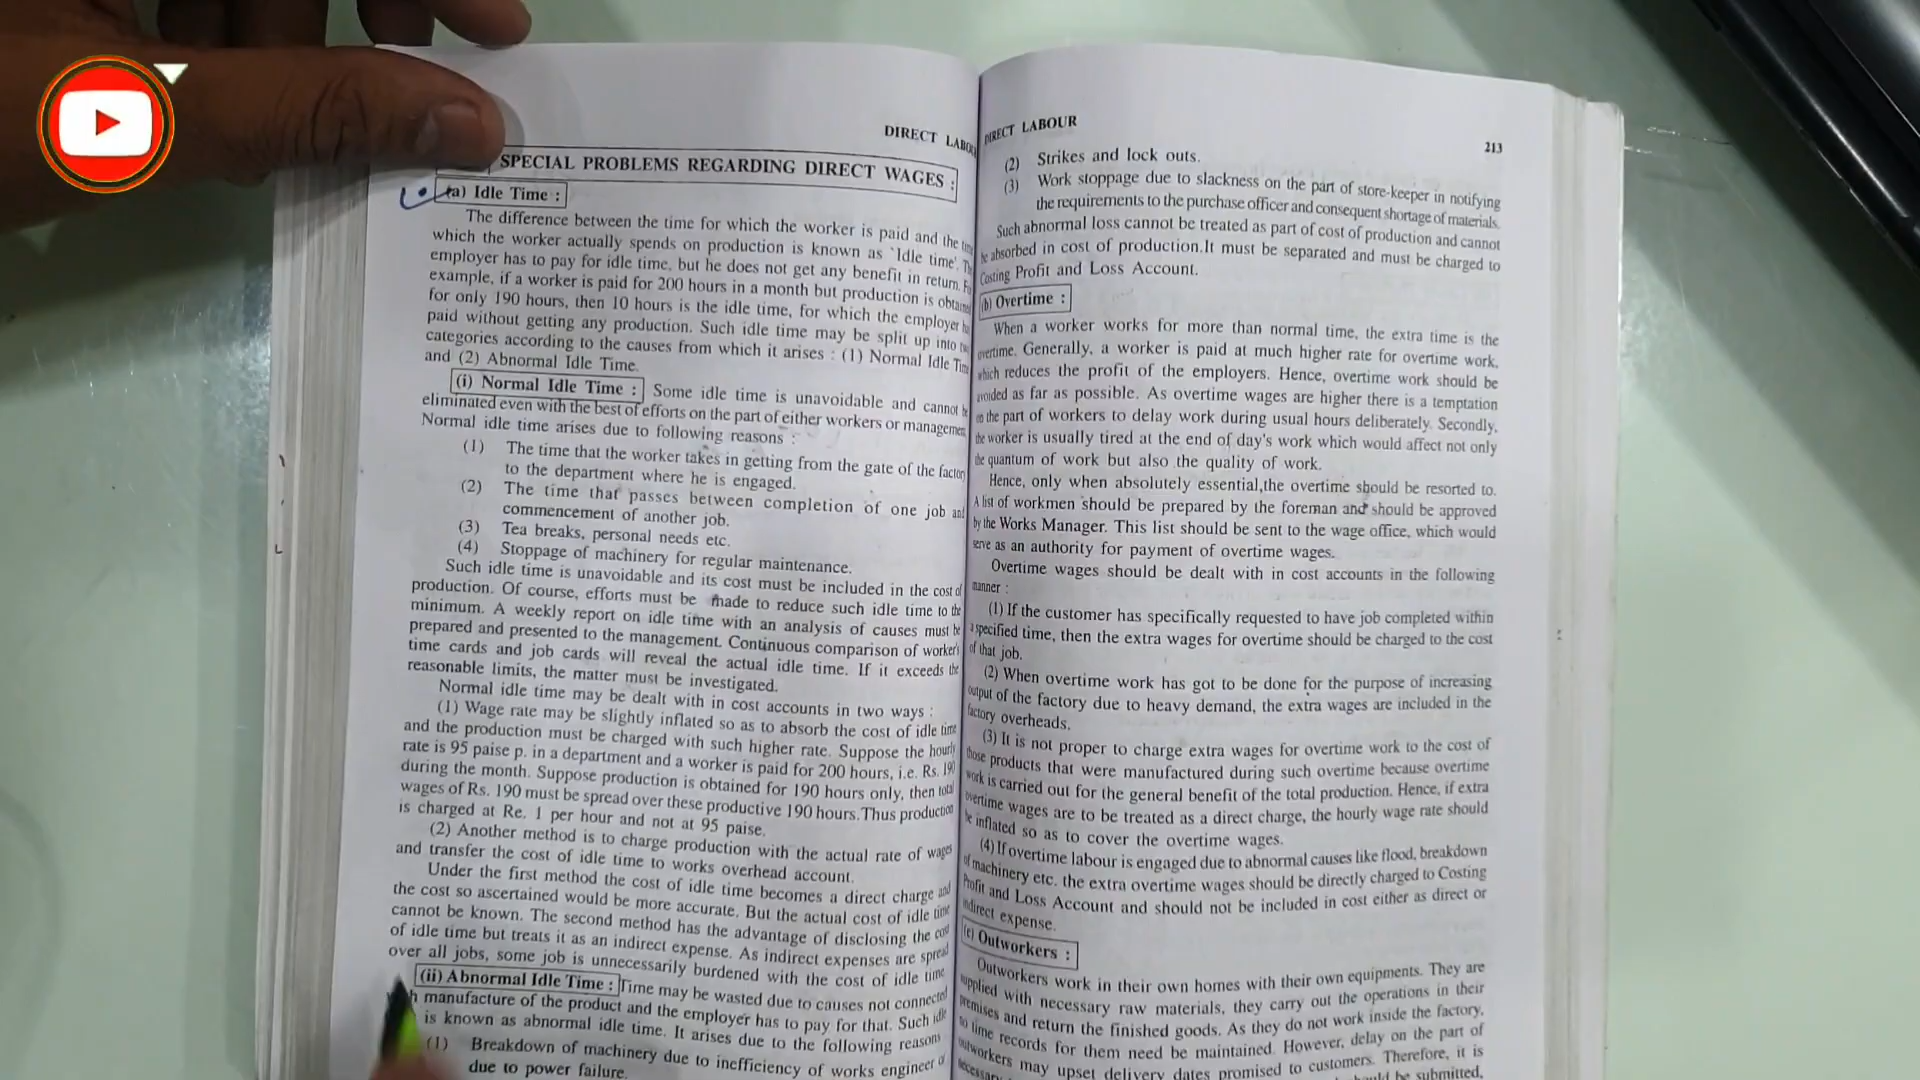 DIRECT LABOU
SPECIAL PROBLEMS REGARDING DIRECT WAGES :
(a) Idle Time :
The difference between the time for which the worker is paid and the
which the worker actually spends on production is known as `Idle time'.
employer has to pay for idle time, but he does not get any benefit in return.
example, if a worker is paid for 200 hours in a month but production is
for only 190 hours, then 10 hours is the idle time, for which the employer
paid without getting any production. Such idle time may be split up into
categories according to the causes from which it arises : (1) Normal Idle
and (2) Abnormal Idle Time.
(i) Normal Idle Time : Some idle time is unavoidable and cannot
eliminated even with the best of efforts on the part of either workers or management
Normal idle time arises due to following reasons :
(1) The time that the worker takes in getting from the gate of the factory
to the department where he is engaged.
(2) The time that passes between completion of one job and
commencement of another job.
(3) Tea breaks, personal needs etc.
(4) Stoppage of machinery for regular maintenance.
Such idle time is unavoidable and its cost must be included in the cost of
production. Of course, efforts must be made to reduce such idle time to the
minimum. A weekly report on idle time with an analysis of causes must be
prepared and presented to the management. Continuous comparison of worker's
time cards and job cards will reveal the actual idle time. If it exceeds the
reasonable limits, the matter must be investigated.
Normal idle time may be dealt with in cost accounts in two ways :
(1) Wage rate may be slightly inflated so as to absorb the cost of idle time
and the production must be charged with such higher rate. Suppose the hourly
rate is 95 paise p. in a department and a worker is paid for 200 hours, i.e. Rs. 190
during the month. Suppose production is obtained for 190 hours only, then total
wages of Rs. 190 must be spread over these productive 190 hours.Thus production
is charged at Re. 1 per hour and not at 95 paise.
(2) Another method is to charge production with the actual rate of wages
and transfer the cost of idle time to works overhead account.
Under the first method the cost of idle time becomes a direct charge and
the cost so ascertained would be more accurate. But the actual cost of idle time
cannot be known. The second method has the advantage of disclosing the cost
of idle time but treats it as an indirect expense. As indirect expenses are spread
over all jobs, some job is unnecessarily burdened with the cost of idle time.
(ii) Abnormal Idle Time : Time may be wasted due to causes not connected
manufacture of the product and the employer has to pay for that. Such idle
is known as abnormal idle time. It arises due to the following reasons
(1) Breakdown of machinery due to inefficiency of works engineer or
due to power failure.
DIRECT LABOUR
213
(2) Strikes and lock outs.
(3) Work stoppage due to slackness on the part of store-keeper in notifying
the requirements to the purchase officer and consequent shortage of materials.
Such abnormal loss cannot be treated as part of cost of production and cannot
be absorbed in cost of production.It must be separated and must be charged to
Costing Profit and Loss Account.
(b) Overtime :
When a worker works for more than normal time, the extra time is the
overtime. Generally, a worker is paid at much higher rate for overtime work,
which reduces the profit of the employers. Hence, overtime work should be
avoided as far as possible. As overtime wages are higher there is a temptation
on the part of workers to delay work during usual hours deliberately. Secondly,
the worker is usually tired at the end of day's work which would affect not only
the quantum of work but also the quality of work.
Hence, only when absolutely essential,the overtime should be resorted to.
A list of workmen should be prepared by the foreman and should be approved
by the Works Manager. This list should be sent to the wage office, which would
serve as an authority for payment of overtime wages.
Overtime wages should be dealt with in cost accounts in the following
manner :
(1) If the customer has specifically requested to have job completed within
a specified time, then the extra wages for overtime should be charged to the cost
of that job.
(2) When overtime work has got to be done for the purpose of increasing
output of the factory due to heavy demand, the extra wages are included in the
factory overheads.
(3) It is not proper to charge extra wages for overtime work to the cost of
those products that were manufactured during such overtime because overtime
work is carried out for the general benefit of the total production. Hence, if extra
overtime wages are to be treated as a direct charge, the hourly wage rate should
be inflated so as to cover the overtime wages.
(4) If overtime labour is engaged due to abnormal causes like flood, breakdown
of machinery etc. the extra overtime wages should be directly charged to Costing
Profit and Loss Account and should not be included in cost either as direct or
indirect expense.
(c) Outworkers :
Outworkers work in their own homes with their own equipments. They are
supplied with necessary raw materials, they carry out the operations in their
premises and return the finished goods. As they do not work inside the factory,
no time records for them need be maintained. However, delay on the part of
outworkers may upset delivery dates promised to customers. Therefore, it is
necessary be submitted,